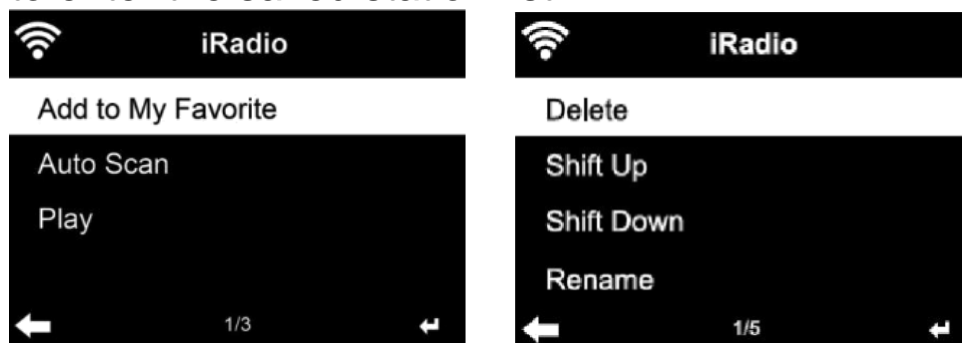 iRadio
Add to My Favorite
Auto Scan
Play
1/3
iRadio
Delete
Shift Up
Shift Down
Rename
1/5